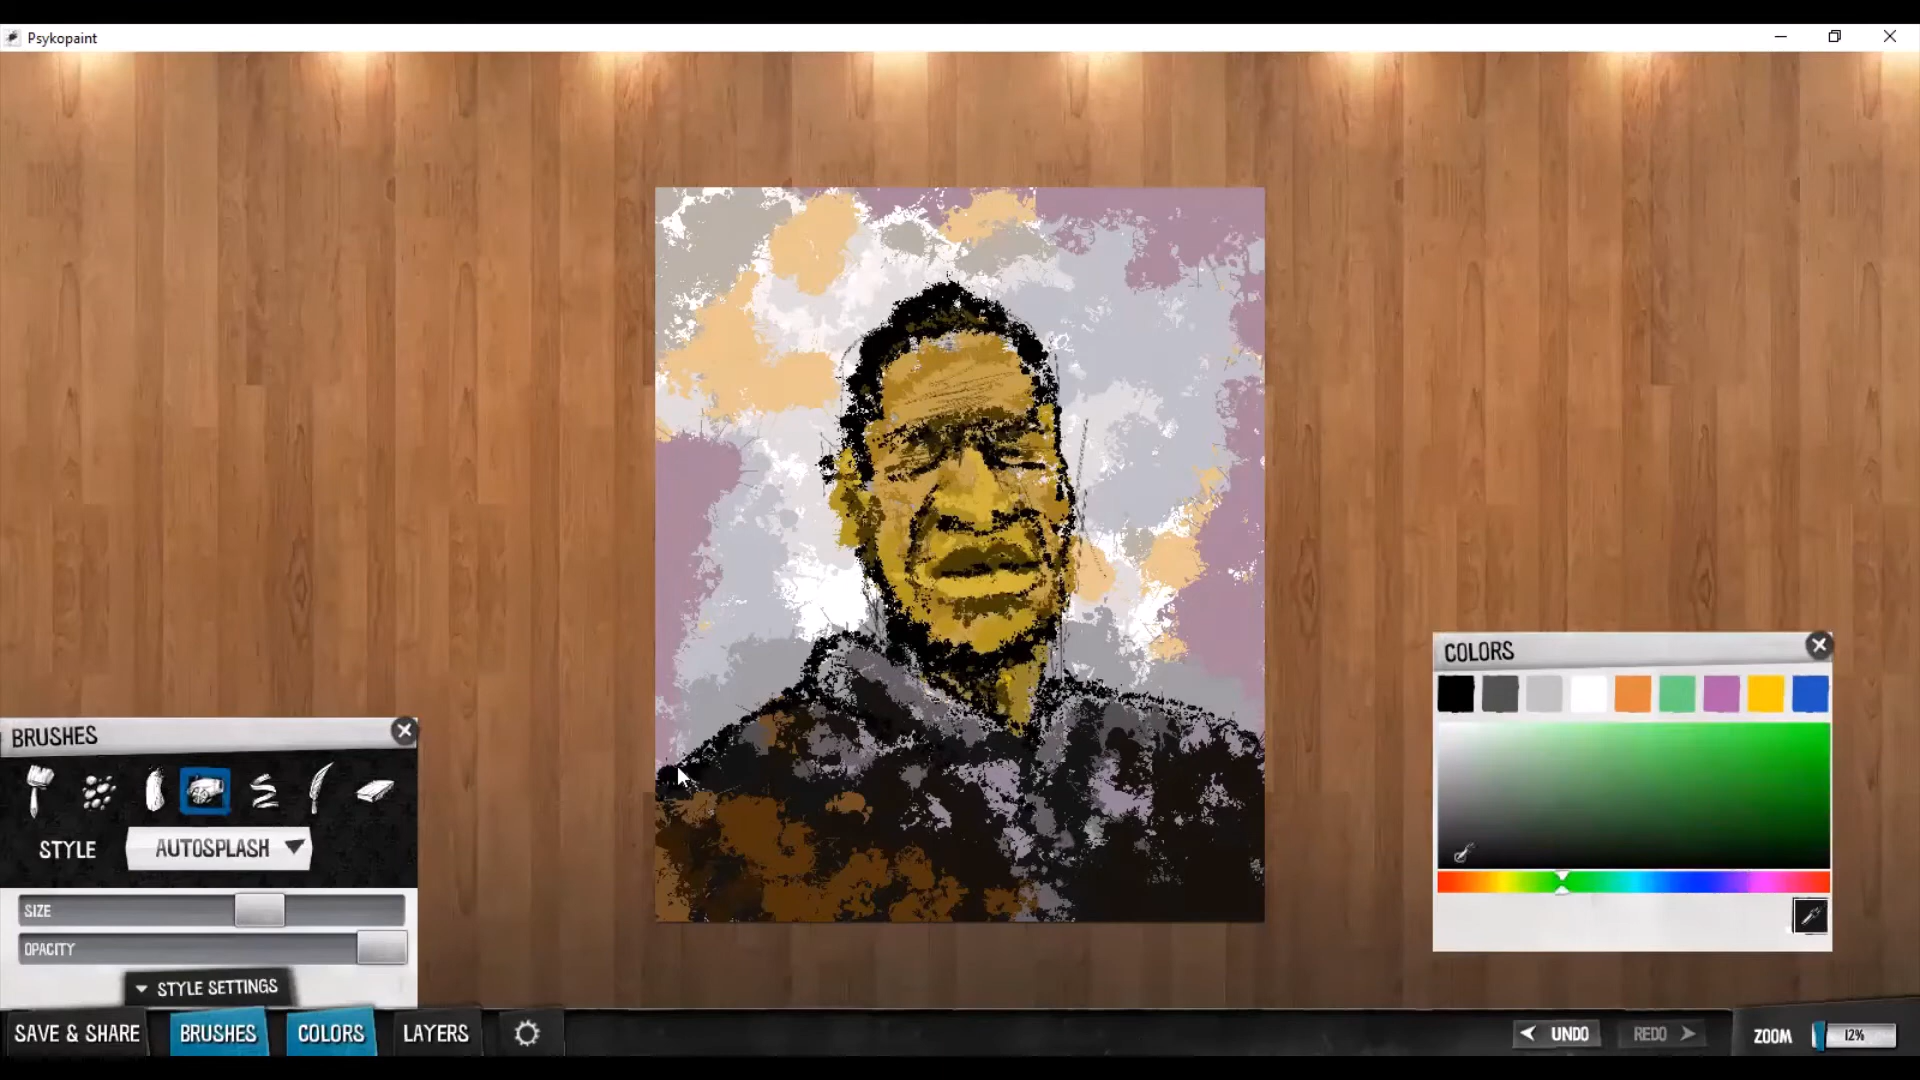 Psykopaint
COLORS
BRUSHES
STYLE
AUTOSPLASH
SIZE
OPACITY
STYLE SETTINGS
SAVE & SHARE
BRUSHES
COLORS
LAYERS
UNDO
REDO
ZOOM
12%